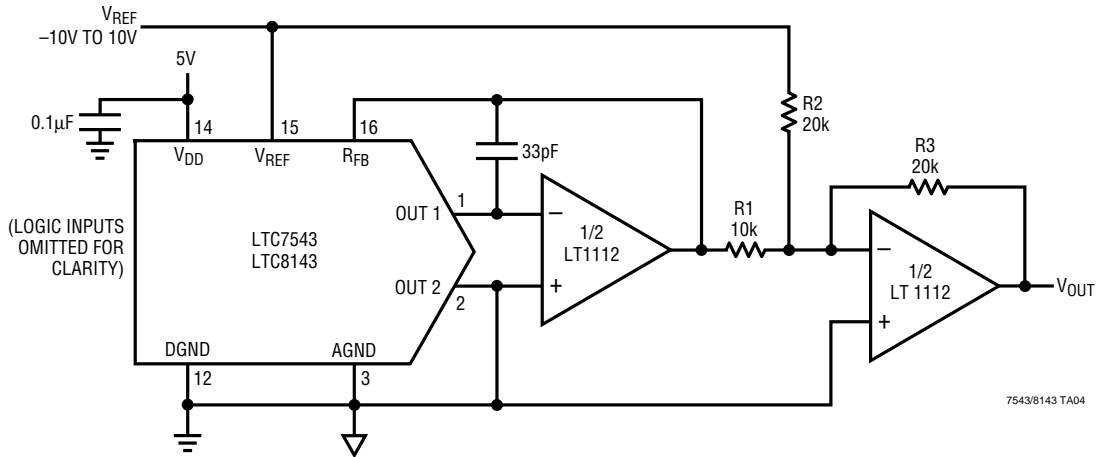 VREF
–10V TO 10V
5V
0.1µF
14
15
16
VDD
VREF
RFB
33pF
R2
20k
R3
20k
(LOGIC INPUTS
OMITTED FOR
CLARITY)
LTC7543
LTC8143
OUT 1
1
OUT 2
2
–
+
1/2
LT1112
R1
10k
–
+
1/2
LT 1112
VOUT
DGND
12
AGND
3
7543/8143 TA04